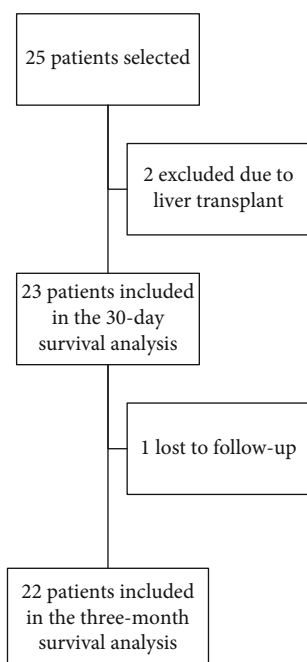 25 patients selected
2 excluded due to
liver transplant
23 patients included
in the 30-day
survival analysis
1 lost to follow-up
22 patients included
in the three-month
survival analysis